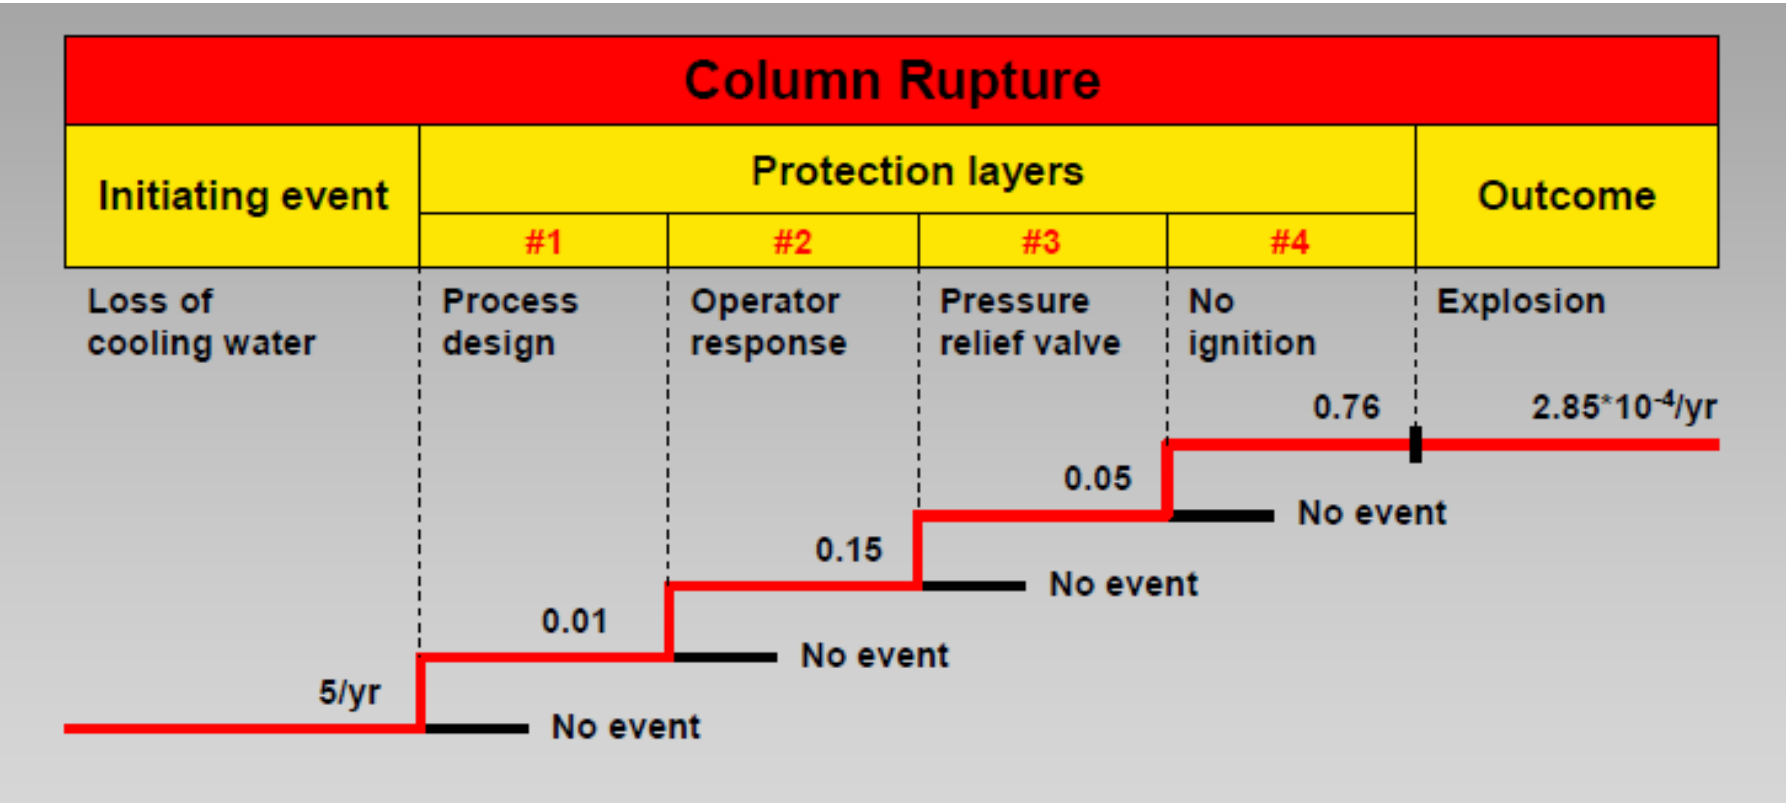 Column Rupture
Initiating event
Protection layers
Outcome
#1
#2
#3
#4
Loss of
cooling water
Process
design
Operator
response
Pressure
relief valve
No
ignition
Explosion
0.76
2.85*10⁻⁴/yr
0.05
No event
0.15
No event
0.01
No event
5/yr
No event